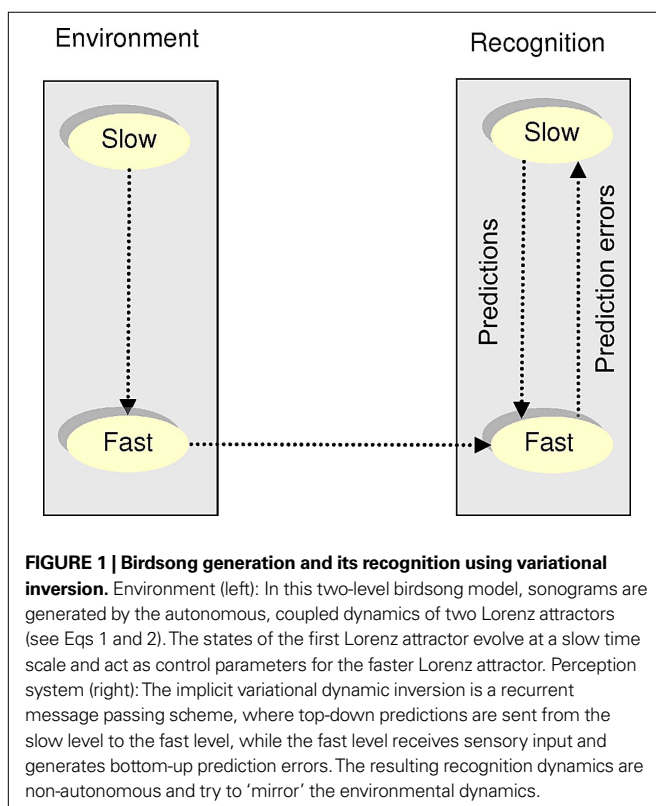 Environment
Recognition
Slow
Slow
Predictions
Prediction errors
Fast
Fast
FIGURE 1 | Birdsong generation and its recognition using variational
inversion. Environment (left): In this two-level birdsong model, sonograms are
generated by the autonomous, coupled dynamics of two Lorenz attractors
(see Eqs 1 and 2). The states of the first Lorenz attractor evolve at a slow time
scale and act as control parameters for the faster Lorenz attractor. Perception
system (right): The implicit variational dynamic inversion is a recurrent
message passing scheme, where top-down predictions are sent from the
slow level to the fast level, while the fast level receives sensory input and
generates bottom-up prediction errors. The resulting recognition dynamics are
non-autonomous and try to ‘mirror’ the environmental dynamics.